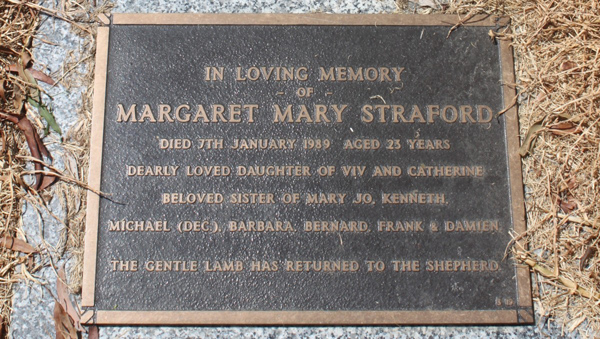 IN LOVING MEMORY
~ OF ~
MARGARET MARY STRAFORD
DIED 7TH JANUARY 1989 AGED 23 YEARS
DEARLY LOVED DAUGHTER OF VIV AND CATHERINE
BELOVED SISTER OF MARY JO, KENNETH,
MICHAEL (DEC.), BARBARA, BERNARD, FRANK & DAMIEN.
THE GENTLE LAMB HAS RETURNED TO THE SHEPHERD.